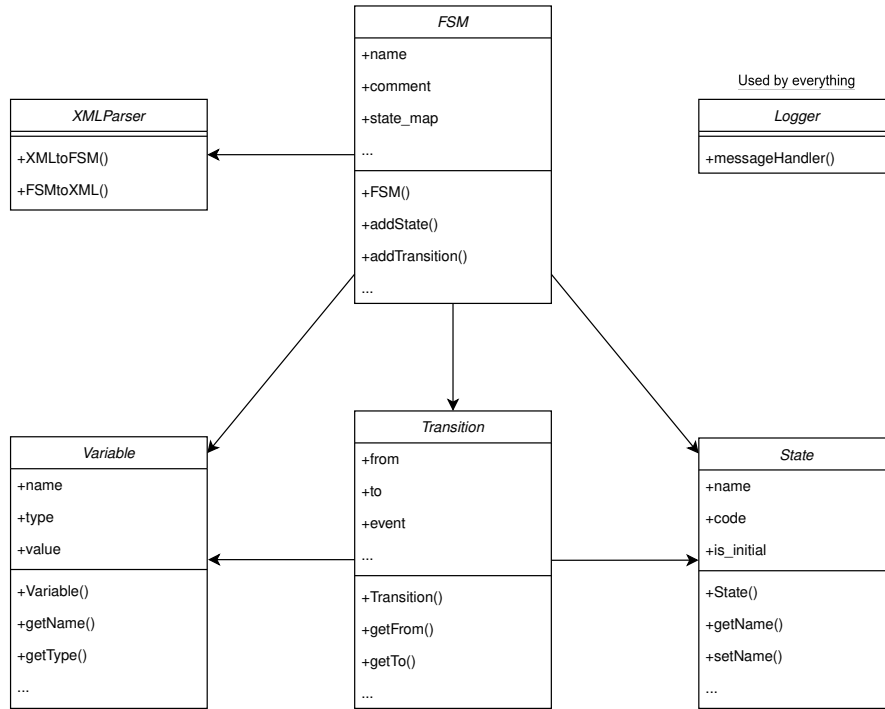 FSM
+name
+comment
+state_map
...
+FSM()
+addState()
+addTransition()
...
XMLParser
+XMLtoFSM()
+FSMtoXML()
Used by everything
Logger
+messageHandler()
Variable
+name
+type
+value
+Variable()
+getName()
+getType()
...
Transition
+from
+to
+event
...
+Transition()
+getFrom()
+getTo()
...
State
+name
+code
+is_initial
+State()
+getName()
+setName()
...